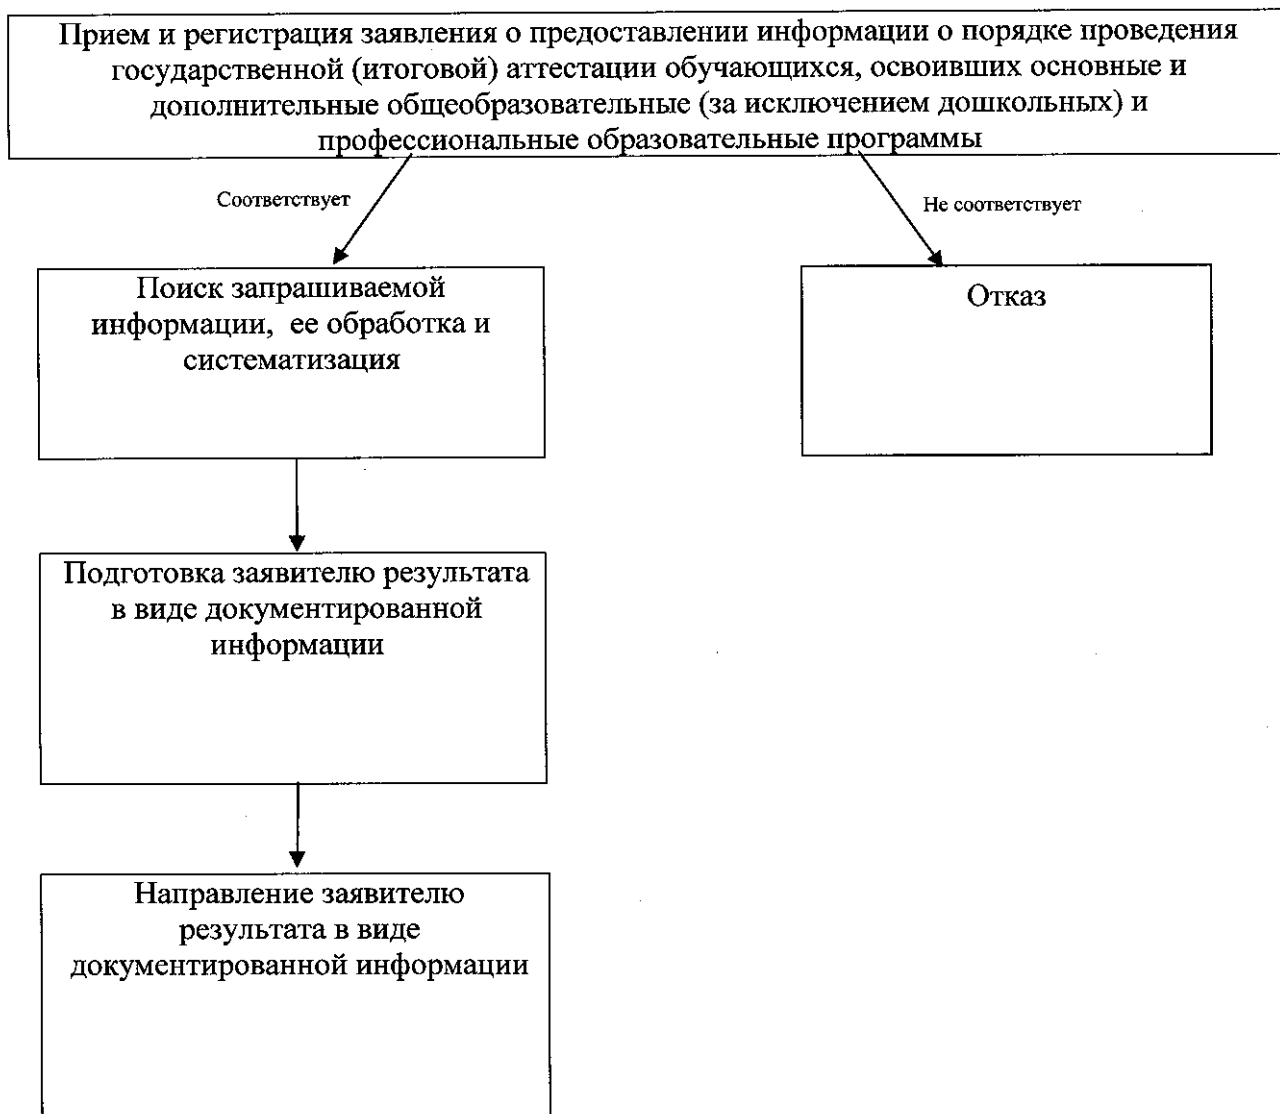 Прием и регистрация заявления о предоставлении информации о порядке проведения
государственной (итоговой) аттестации обучающихся, освоивших основные и
дополнительные общеобразовательные (за исключением дошкольных) и
профессиональные образовательные программы
Соответствует
Не соответствует
Поиск запрашиваемой
информации, ее обработка и
систематизация
Отказ
Подготовка заявителю результата
в виде документированной
информации
Направление заявителю
результата в виде
документированной информации